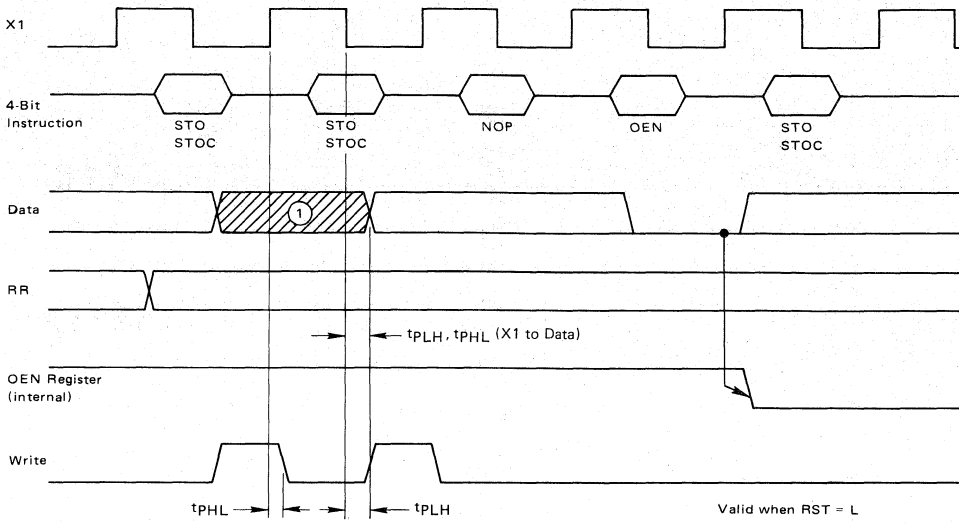 X1
4-Bit
Instruction
STO
STOC
STO
STOC
NOP
OEN
STO
STOC
Data
1
RR
tPLH, tPHL (X1 to Data)
OEN Register
(internal)
Write
tPHL
tPLH
Valid when RST = L